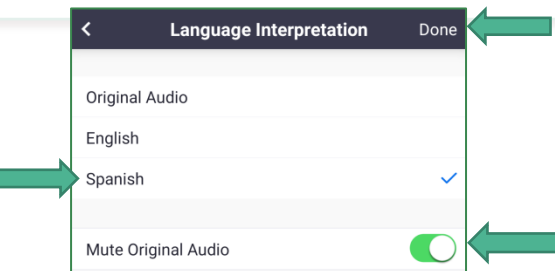 Language Interpretation Done
Original Audio
English
Spanish
Mute Original Audio